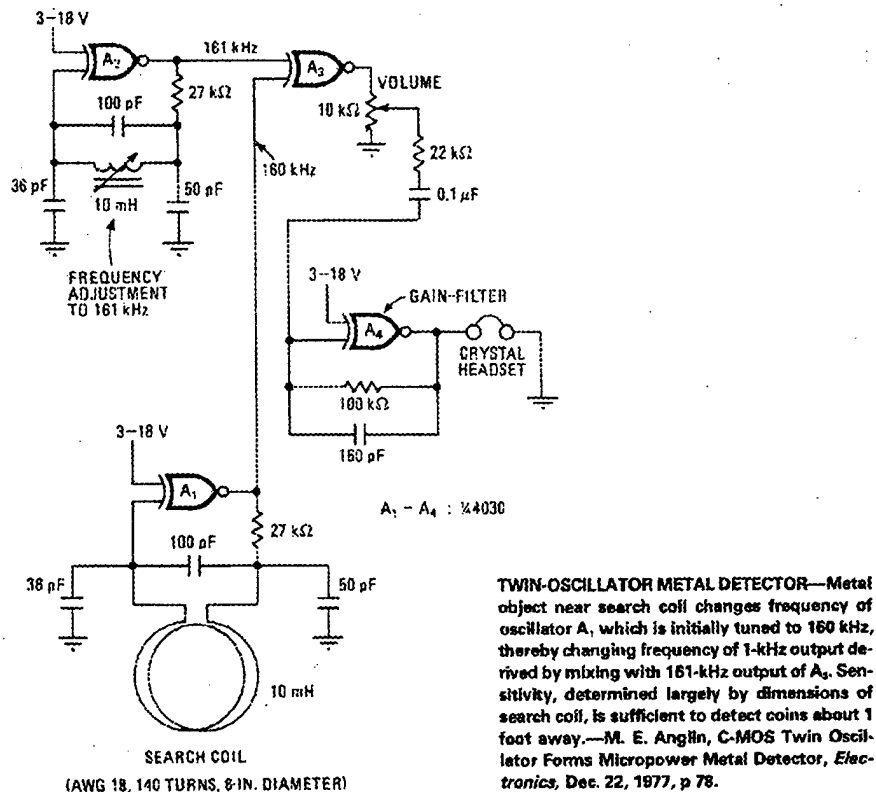 3–18 V
A₂
161 kHz
A₃
27 kΩ
VOLUME
100 pF
10 kΩ
22 kΩ
160 kHz
36 pF
50 pF
0.1 μF
10 mH
FREQUENCY
ADJUSTMENT
TO 161 kHz
3–18 V
GAIN-FILTER
A₄
CRYSTAL
HEADSET
100 kΩ
160 pF
3–18 V
A₁
A₁ – A₄ : ¼4030
27 kΩ
100 pF
36 pF
50 pF
10 mH
SEARCH COIL
(AWG 18, 140 TURNS, 6-IN. DIAMETER)
TWIN-OSCILLATOR METAL DETECTOR—Metal
object near search coil changes frequency of
oscillator A₁ which is initially tuned to 160 kHz,
thereby changing frequency of 1-kHz output de-
rived by mixing with 161-kHz output of A₃. Sen-
sitivity, determined largely by dimensions of
search coil, is sufficient to detect coins about 1
foot away.—M. E. Anglin, C-MOS Twin Oscil-
lator Forms Micropower Metal Detector, Elec-
tronics, Dec. 22, 1977, p 78.